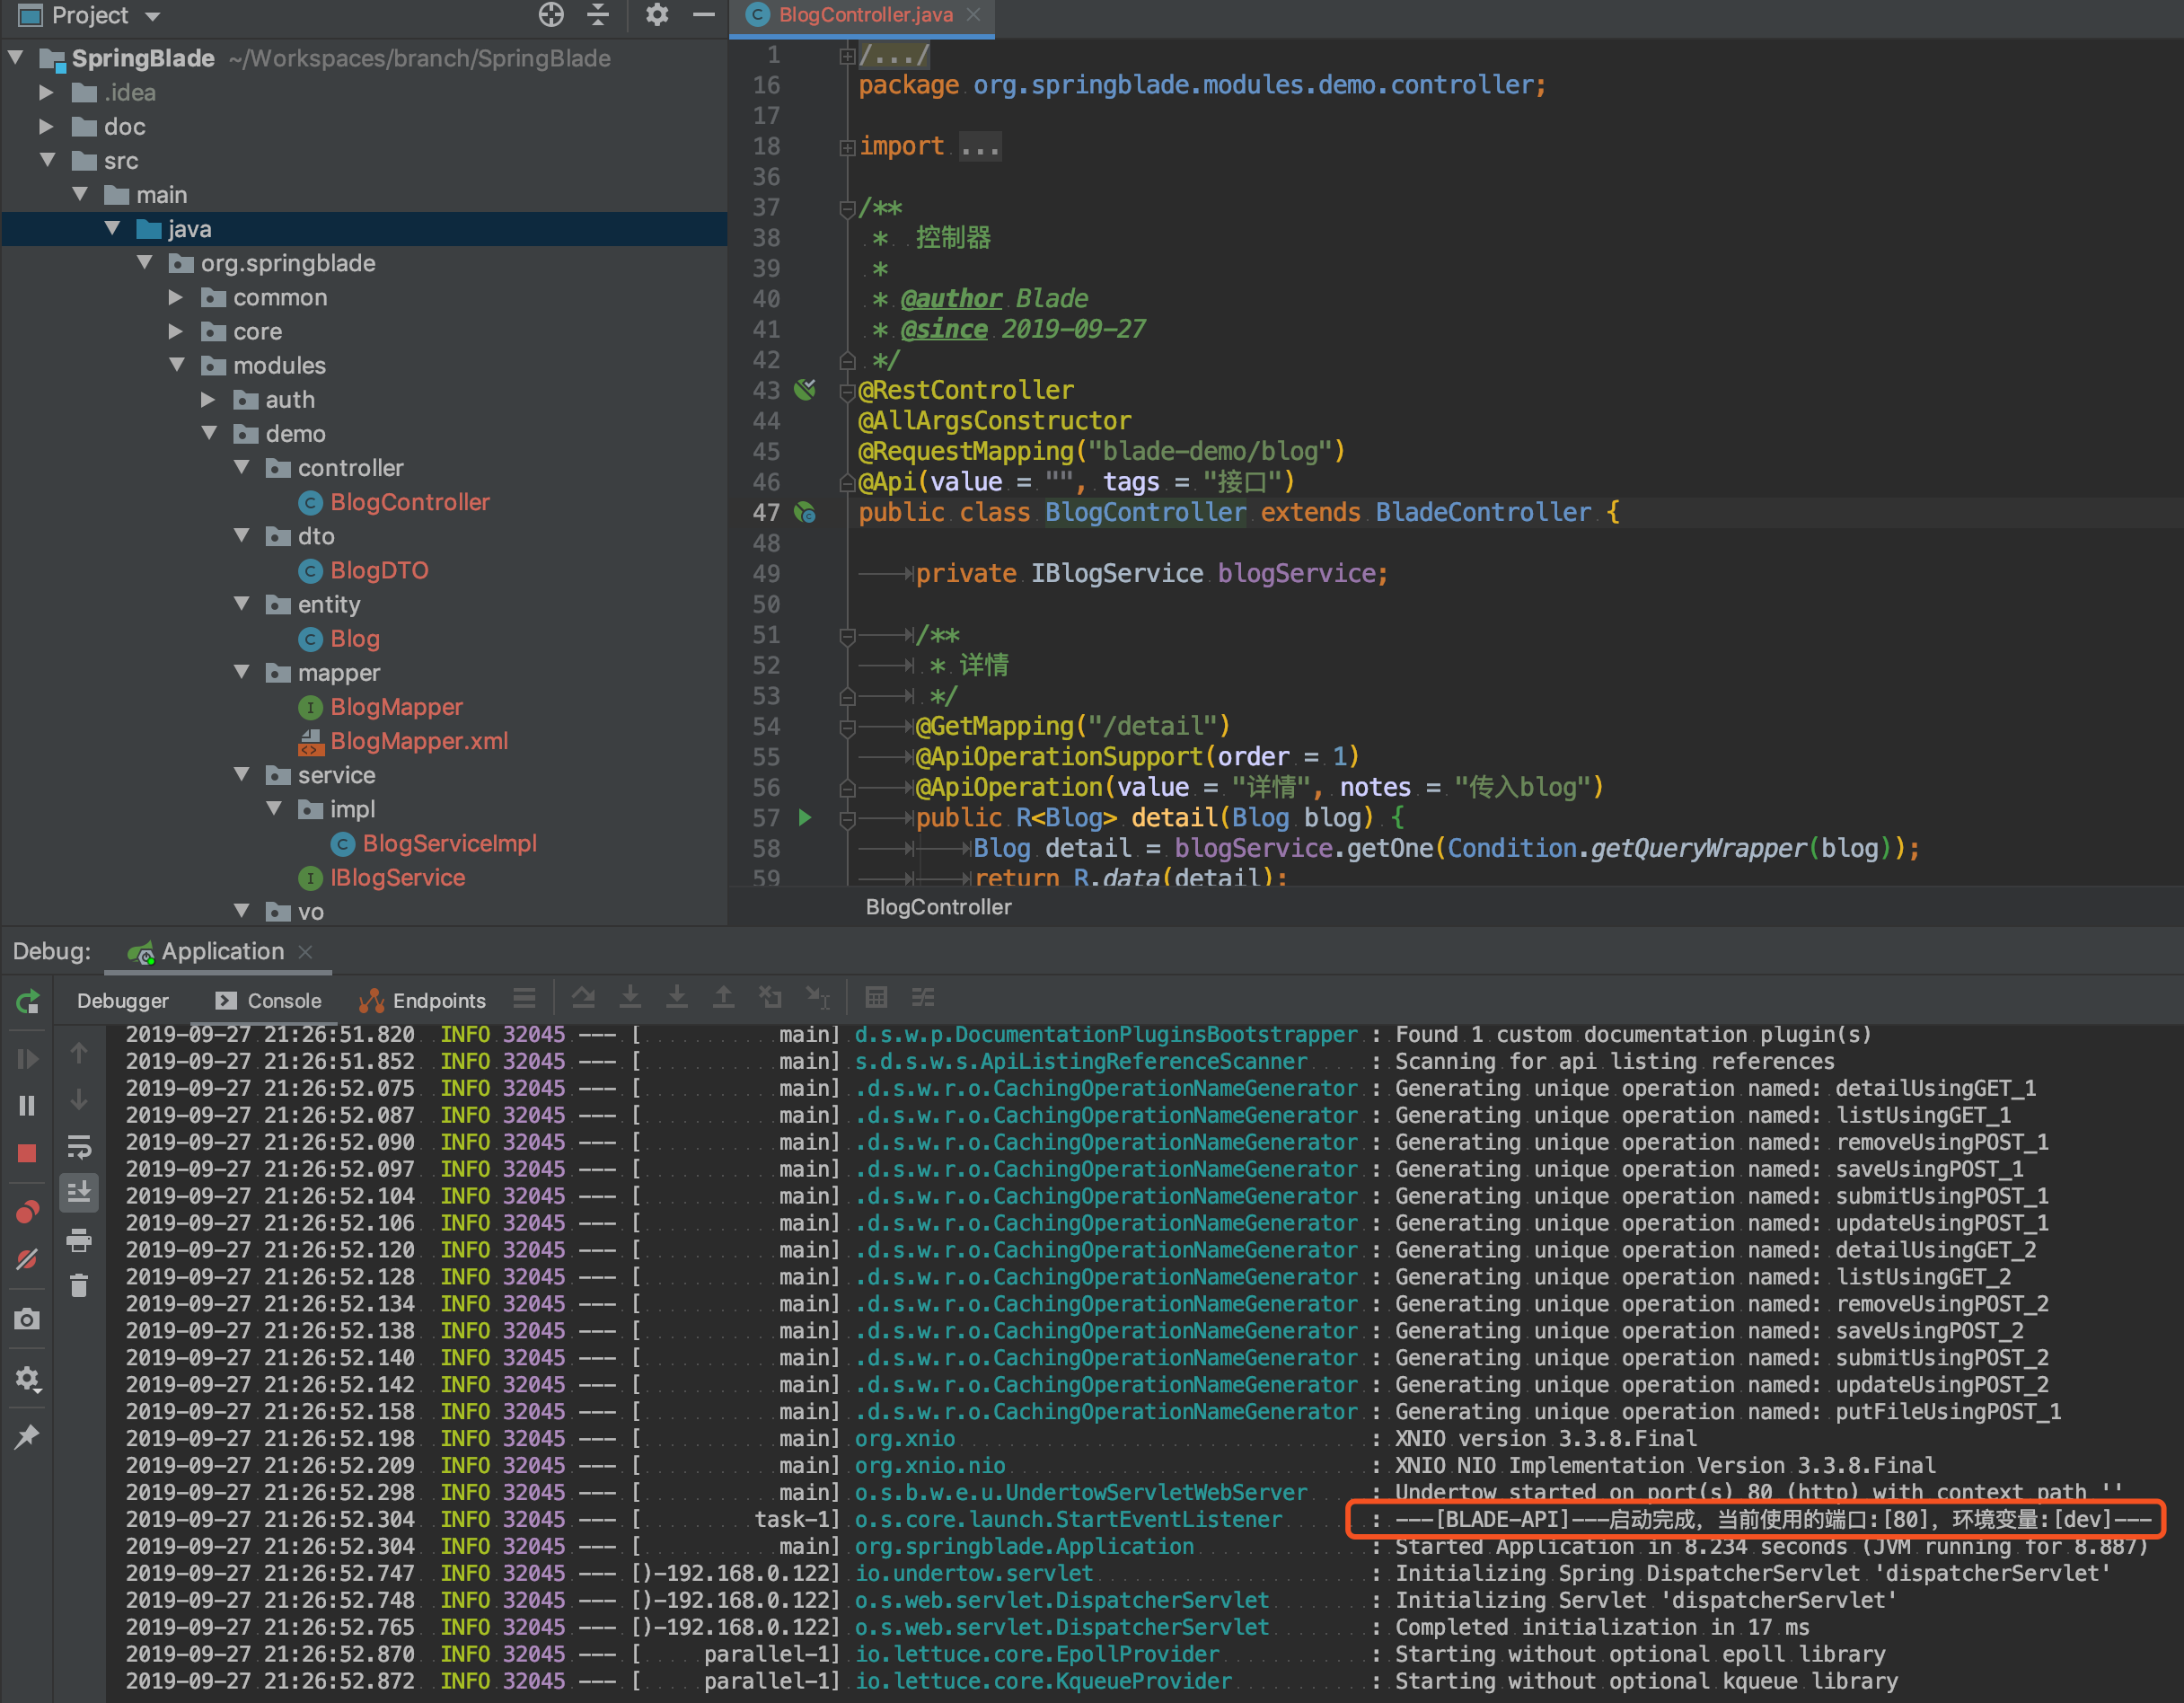 Project
SpringBlade ~/Workspaces/branch/SpringBlade
.idea
doc
src
main
java
org.springblade
common
core
modules
auth
demo
controller
BlogController
dto
BlogDTO
entity
Blog
mapper
BlogMapper
BlogMapper.xml
service
impl
BlogServiceImpl
IBlogService
vo
BlogController.java
1 /.../
16 package org.springblade.modules.demo.controller;
17
18 import ...
36
37 /**
38  *  控制器
39  *
40  * @author Blade
41  * @since 2019-09-27
42  */
43 @RestController
44 @AllArgsConstructor
45 @RequestMapping("blade-demo/blog")
46 @Api(value = "", tags = "接口")
47 public class BlogController extends BladeController {
48
49 private IBlogService blogService;
50
51 /**
52  * 详情
53  */
54 @GetMapping("/detail")
55 @ApiOperationSupport(order = 1)
56 @ApiOperation(value = "详情", notes = "传入blog")
57 public R<Blog> detail(Blog blog) {
58 Blog detail = blogService.getOne(Condition.getQueryWrapper(blog));
59 return R.data(detail);
BlogController
Debug: Application
Debugger Console Endpoints
2019-09-27 21:26:51.820 INFO 32045 --- [ main] d.s.w.p.DocumentationPluginsBootstrapper : Found 1 custom documentation plugin(s)
2019-09-27 21:26:51.852 INFO 32045 --- [ main] s.d.s.w.s.ApiListingReferenceScanner : Scanning for api listing references
2019-09-27 21:26:52.075 INFO 32045 --- [ main] .d.s.w.r.o.CachingOperationNameGenerator : Generating unique operation named: detailUsingGET_1
2019-09-27 21:26:52.087 INFO 32045 --- [ main] .d.s.w.r.o.CachingOperationNameGenerator : Generating unique operation named: listUsingGET_1
2019-09-27 21:26:52.090 INFO 32045 --- [ main] .d.s.w.r.o.CachingOperationNameGenerator : Generating unique operation named: removeUsingPOST_1
2019-09-27 21:26:52.097 INFO 32045 --- [ main] .d.s.w.r.o.CachingOperationNameGenerator : Generating unique operation named: saveUsingPOST_1
2019-09-27 21:26:52.104 INFO 32045 --- [ main] .d.s.w.r.o.CachingOperationNameGenerator : Generating unique operation named: submitUsingPOST_1
2019-09-27 21:26:52.106 INFO 32045 --- [ main] .d.s.w.r.o.CachingOperationNameGenerator : Generating unique operation named: updateUsingPOST_1
2019-09-27 21:26:52.120 INFO 32045 --- [ main] .d.s.w.r.o.CachingOperationNameGenerator : Generating unique operation named: detailUsingGET_2
2019-09-27 21:26:52.128 INFO 32045 --- [ main] .d.s.w.r.o.CachingOperationNameGenerator : Generating unique operation named: listUsingGET_2
2019-09-27 21:26:52.134 INFO 32045 --- [ main] .d.s.w.r.o.CachingOperationNameGenerator : Generating unique operation named: removeUsingPOST_2
2019-09-27 21:26:52.138 INFO 32045 --- [ main] .d.s.w.r.o.CachingOperationNameGenerator : Generating unique operation named: saveUsingPOST_2
2019-09-27 21:26:52.140 INFO 32045 --- [ main] .d.s.w.r.o.CachingOperationNameGenerator : Generating unique operation named: submitUsingPOST_2
2019-09-27 21:26:52.142 INFO 32045 --- [ main] .d.s.w.r.o.CachingOperationNameGenerator : Generating unique operation named: updateUsingPOST_2
2019-09-27 21:26:52.158 INFO 32045 --- [ main] .d.s.w.r.o.CachingOperationNameGenerator : Generating unique operation named: putFileUsingPOST_1
2019-09-27 21:26:52.198 INFO 32045 --- [ main] org.xnio : XNIO version 3.3.8.Final
2019-09-27 21:26:52.209 INFO 32045 --- [ main] org.xnio.nio : XNIO NIO Implementation Version 3.3.8.Final
2019-09-27 21:26:52.298 INFO 32045 --- [ main] o.s.b.w.e.u.UndertowServletWebServer : Undertow started on port(s) 80 (http) with context path ''
2019-09-27 21:26:52.304 INFO 32045 --- [ task-1] o.s.core.launch.StartEventListener : ---[BLADE-API]---启动完成，当前使用的端口:[80]，环境变量:[dev]---
2019-09-27 21:26:52.304 INFO 32045 --- [ main] org.springblade.Application : Started Application in 8.234 seconds (JVM running for 8.887)
2019-09-27 21:26:52.747 INFO 32045 --- [)-192.168.0.122] io.undertow.servlet : Initializing Spring DispatcherServlet 'dispatcherServlet'
2019-09-27 21:26:52.748 INFO 32045 --- [)-192.168.0.122] o.s.web.servlet.DispatcherServlet : Initializing Servlet 'dispatcherServlet'
2019-09-27 21:26:52.765 INFO 32045 --- [)-192.168.0.122] o.s.web.servlet.DispatcherServlet : Completed initialization in 17 ms
2019-09-27 21:26:52.870 INFO 32045 --- [ parallel-1] io.lettuce.core.EpollProvider : Starting without optional epoll library
2019-09-27 21:26:52.872 INFO 32045 --- [ parallel-1] io.lettuce.core.KqueueProvider : Starting without optional kqueue library